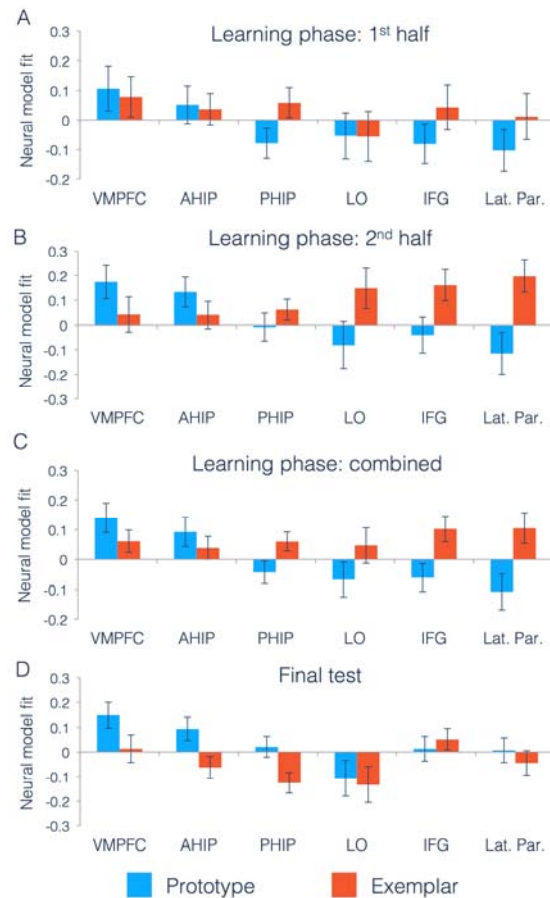 A
Learning phase: 1st half
Neural model fit
0.3
0.2
0.1
0
-0.1
-0.2
VMPFC AHIP PHIP LO IFG Lat. Par.
B
Learning phase: 2nd half
Neural model fit
0.3
0.2
0.1
0
-0.1
-0.2
-0.3
VMPFC AHIP PHIP LO IFG Lat. Par.
C
Learning phase: combined
Neural model fit
0.3
0.2
0.1
0
-0.1
-0.2
VMPFC AHIP PHIP LO IFG Lat. Par.
D
Final test
Neural model fit
0.3
0.2
0.1
0
-0.1
-0.2
-0.3
VMPFC AHIP PHIP LO IFG Lat. Par.
Prototype Exemplar